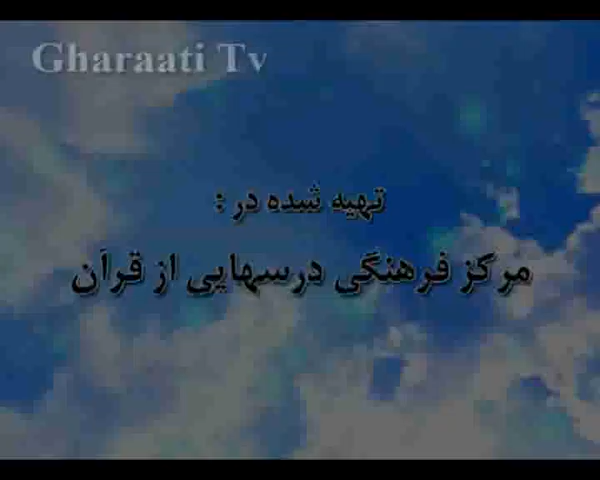 Gharaati Tv
تهیه شده در :
مرکز فرهنگی درسهایی از قرآن